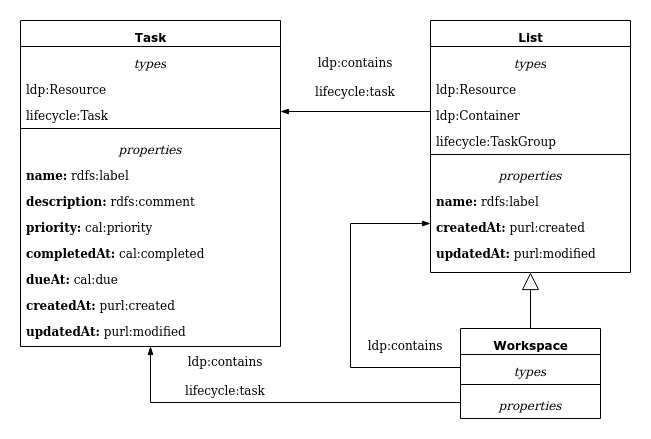 Task
types
ldp:Resource
lifecycle:Task
properties
name: rdfs:label
description: rdfs:comment
priority: cal:priority
completedAt: cal:completed
dueAt: cal:due
createdAt: purl:created
updatedAt: purl:modified
ldp:contains
lifecycle:task
List
types
ldp:Resource
ldp:Container
lifecycle:TaskGroup
properties
name: rdfs:label
createdAt: purl:created
updatedAt: purl:modified
ldp:contains
Workspace
types
properties
ldp:contains
lifecycle:task